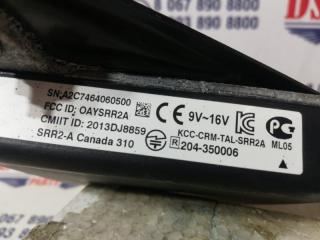 SN:A2C7464060500
FCC ID: OAYSRR2A
CMIIT ID: 2013DJ8859
SRR2-A Canada 310
CE 9V~16V
KCC-CRM-TAL-SRR2A
R 204-350006
ML05